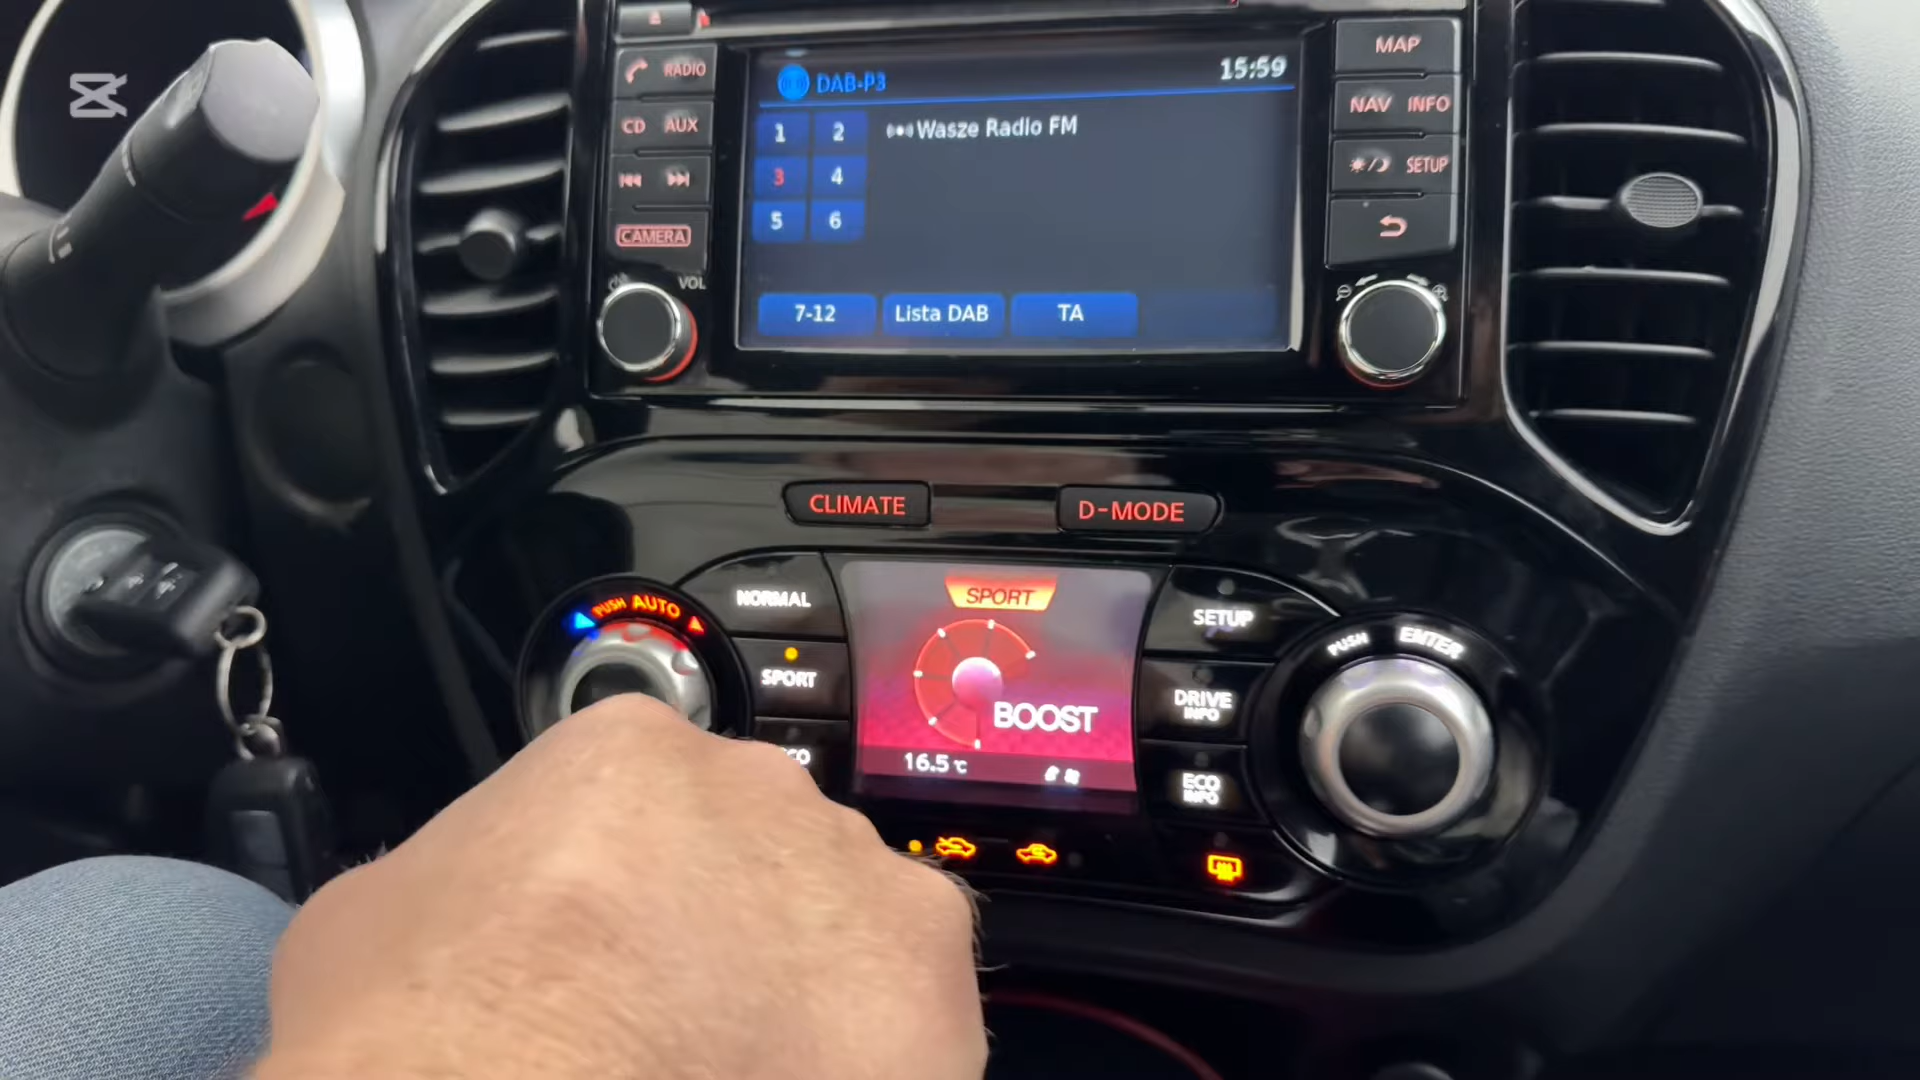 RADIO
CD AUX
CAMERA
VOL
DAB-P3
15:59
1 2
Wasze Radio FM
3 4
5 6
7-12
Lista DAB
TA
MAP
NAV INFO
SETUP
CLIMATE
D-MODE
PUSH AUTO
NORMAL
SPORT
SPORT
BOOST
16.5 °C
SETUP
DRIVE
INFO
ECO
INFO
PUSH ENTER